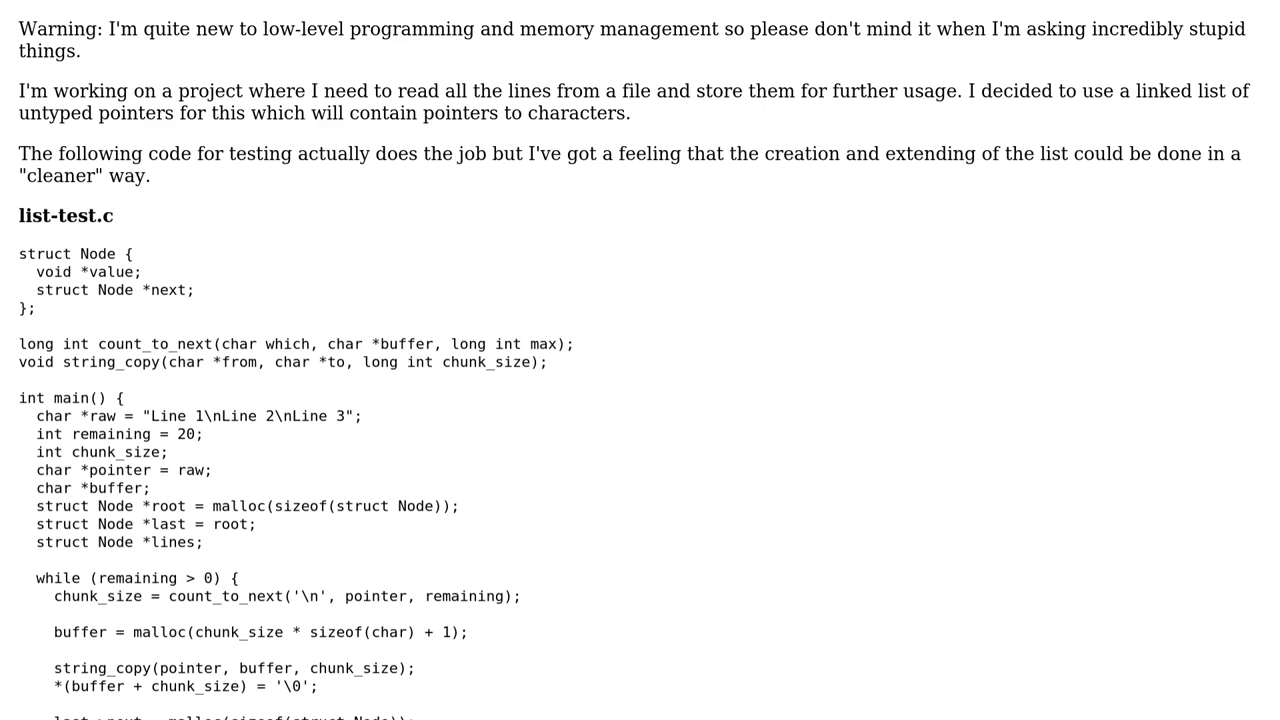 Warning: I'm quite new to low-level programming and memory management so please don't mind it when I'm asking incredibly stupid
things.
I'm working on a project where I need to read all the lines from a file and store them for further usage. I decided to use a linked list of
untyped pointers for this which will contain pointers to characters.
The following code for testing actually does the job but I've got a feeling that the creation and extending of the list could be done in a
"cleaner" way.
list-test.c
struct Node {
  void *value;
  struct Node *next;
};
long int count_to_next(char which, char *buffer, long int max);
void string_copy(char *from, char *to, long int chunk_size);
int main() {
  char *raw = "Line 1\nLine 2\nLine 3";
  int remaining = 20;
  int chunk_size;
  char *pointer = raw;
  char *buffer;
  struct Node *root = malloc(sizeof(struct Node));
  struct Node *last = root;
  struct Node *lines;
  while (remaining > 0) {
    chunk_size = count_to_next('\n', pointer, remaining);
    buffer = malloc(chunk_size * sizeof(char) + 1);
    string_copy(pointer, buffer, chunk_size);
    *(buffer + chunk_size) = '\0';